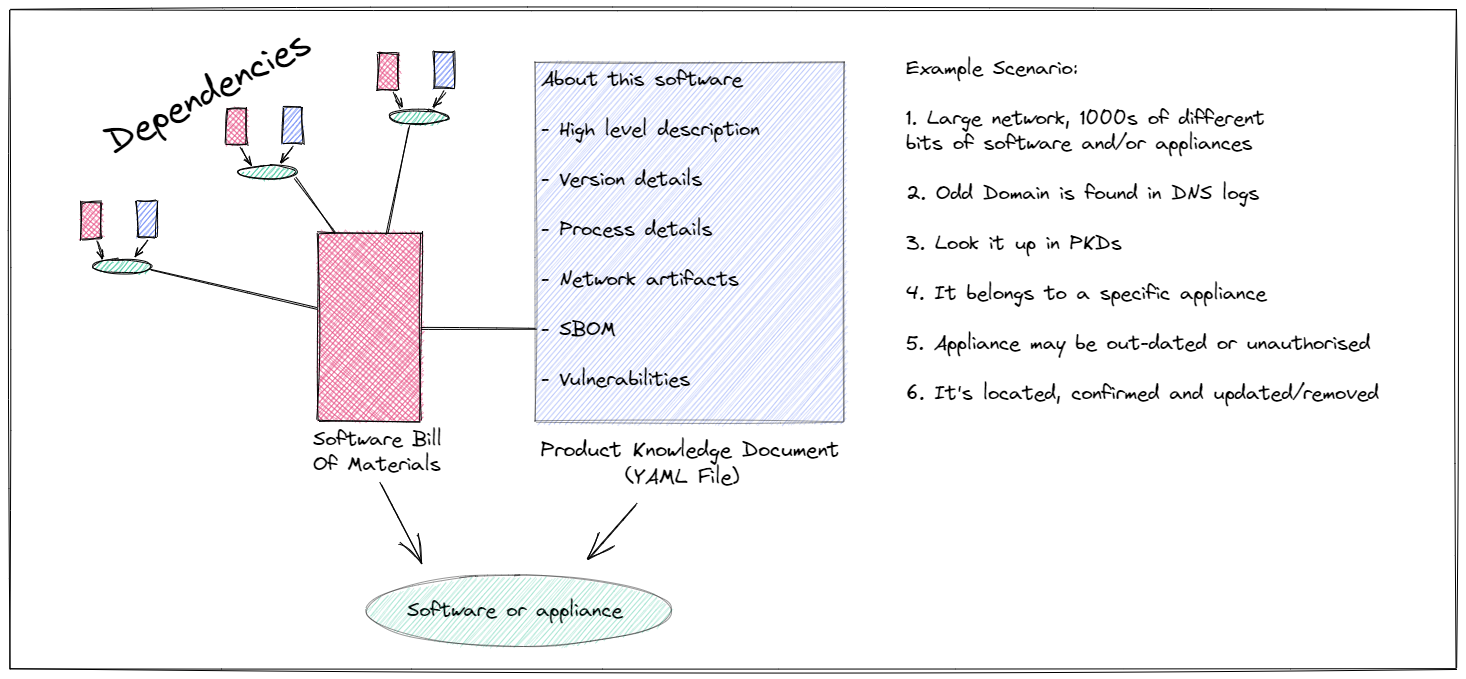 Dependencies
About this software
- High level description
- Version details
- Process details
- Network artifacts
- SBOM
- Vulnerabilities
Software Bill
Of Materials
Product Knowledge Document
(YAML File)
Software or appliance
Example Scenario:
1. Large network, 1000s of different
bits of software and/or appliances
2. Odd Domain is found in DNS logs
3. Look it up in PKDs
4. It belongs to a specific appliance
5. Appliance may be out-dated or unauthorised
6. It's located, confirmed and updated/removed